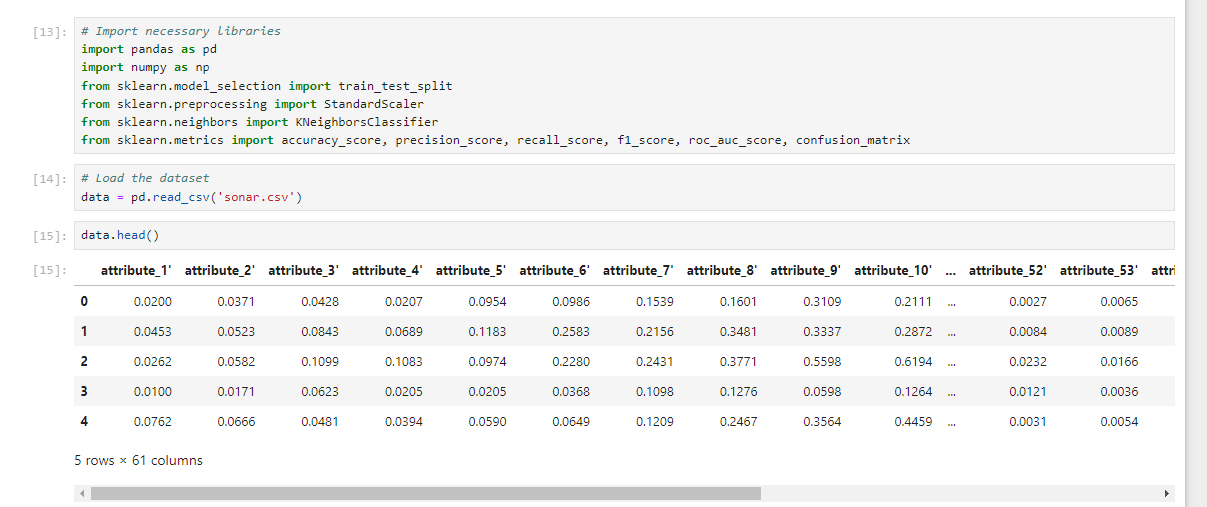 [13]: # Import necessary libraries
import pandas as pd
import numpy as np
from sklearn.model_selection import train_test_split
from sklearn.preprocessing import StandardScaler
from sklearn.neighbors import KNeighborsClassifier
from sklearn.metrics import accuracy_score, precision_score, recall_score, f1_score, roc_auc_score, confusion_matrix
[14]: # Load the dataset
data = pd.read_csv('sonar.csv')
[15]: data.head()
[15]: attribute_1' attribute_2' attribute_3' attribute_4' attribute_5' attribute_6' attribute_7' attribute_8' attribute_9' attribute_10' ... attribute_52' attribute_53' attri
0 0.0200 0.0371 0.0428 0.0207 0.0954 0.0986 0.1539 0.1601 0.3109 0.2111 ... 0.0027 0.0065
1 0.0453 0.0523 0.0843 0.0689 0.1183 0.2583 0.2156 0.3481 0.3337 0.2872 ... 0.0084 0.0089
2 0.0262 0.0582 0.1099 0.1083 0.0974 0.2280 0.2431 0.3771 0.5598 0.6194 ... 0.0232 0.0166
3 0.0100 0.0171 0.0623 0.0205 0.0205 0.0368 0.1098 0.1276 0.0598 0.1264 ... 0.0121 0.0036
4 0.0762 0.0666 0.0481 0.0394 0.0590 0.0649 0.1209 0.2467 0.3564 0.4459 ... 0.0031 0.0054
5 rows × 61 columns